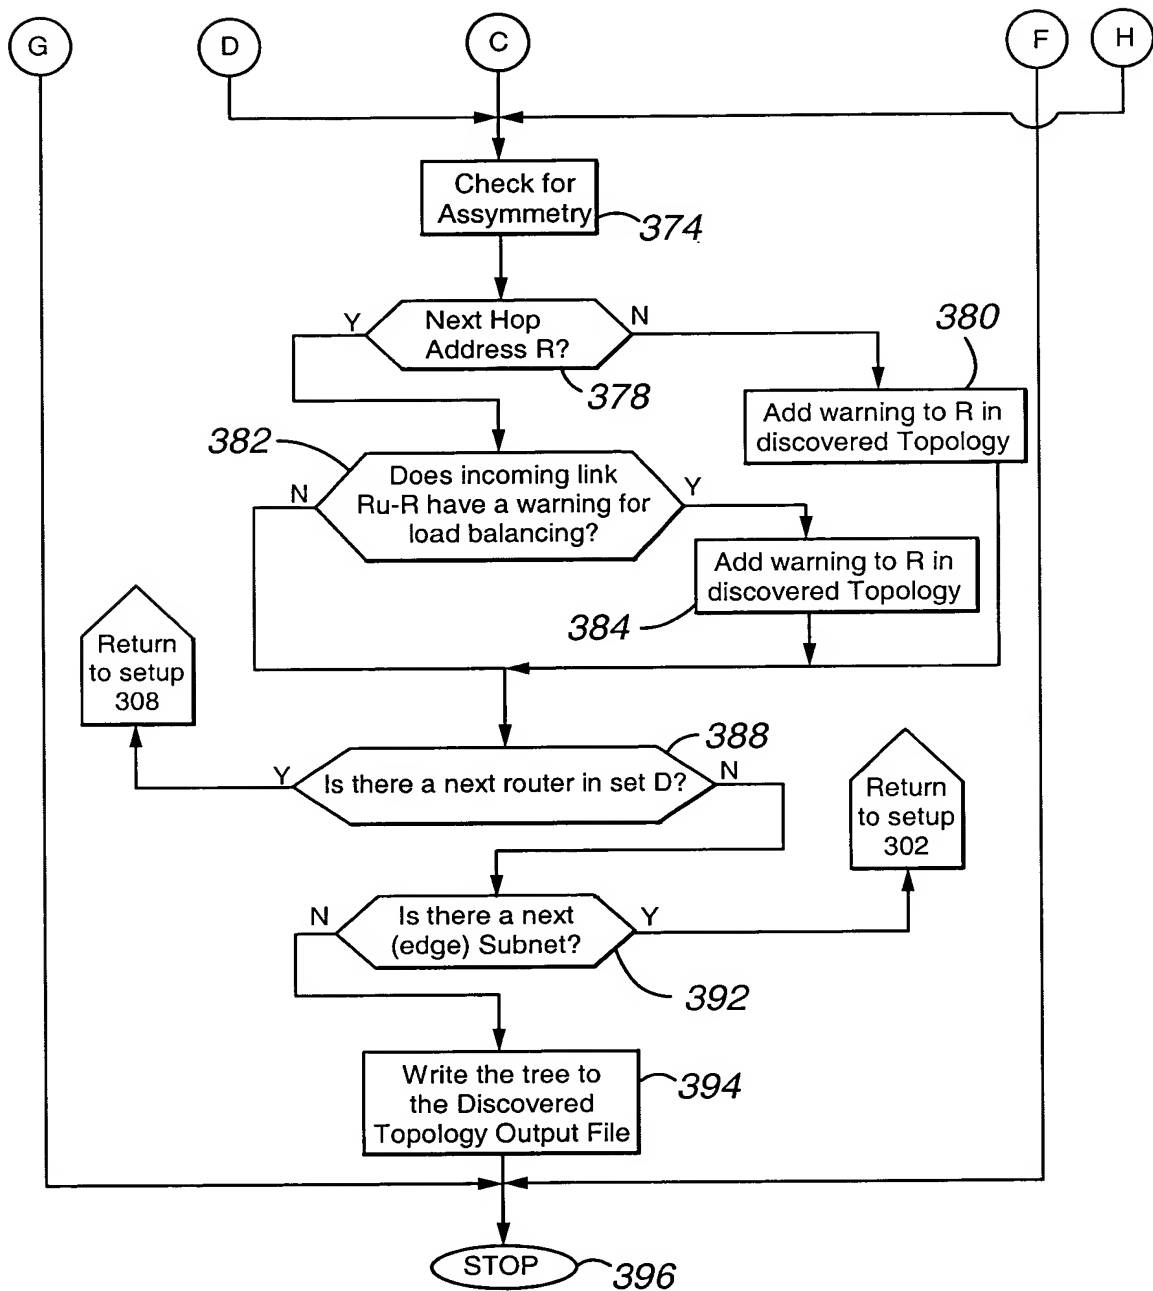 G
D
C
F
H
Check for
Assymmetry
374
Y
Next Hop
Address R?
N
378
380
Add warning to R in
discovered Topology
382
N
Does incoming link
Ru-R have a warning for
load balancing?
Y
Add warning to R in
discovered Topology
384
Return
to setup
308
388
Y
Is there a next router in set D?
N
Return
to setup
302
N
Is there a next
(edge) Subnet?
Y
392
Write the tree to
the Discovered
Topology Output File
394
STOP
396